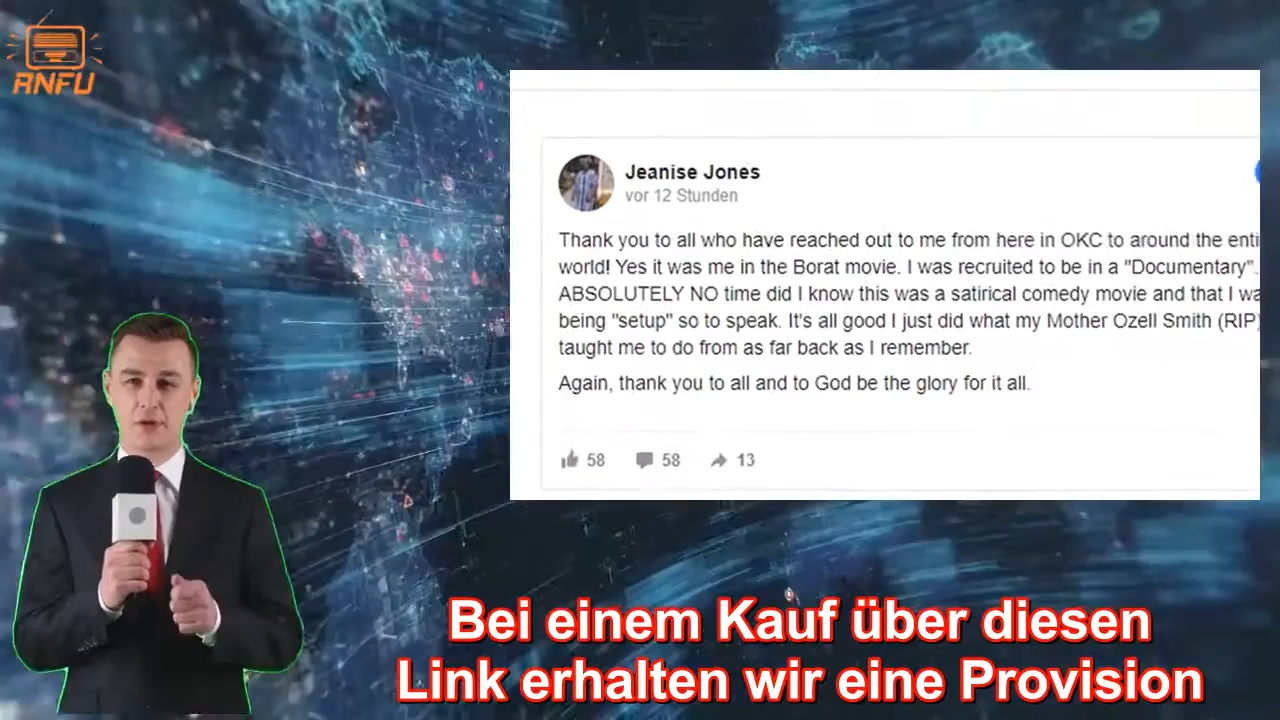 RNFU
Jeanise Jones
vor 12 Stunden
Thank you to all who have reached out to me from here in OKC to around the enti
world! Yes it was me in the Borat movie. I was recruited to be in a "Documentary".
ABSOLUTELY NO time did I know this was a satirical comedy movie and that I wa
being "setup" so to speak. It's all good I just did what my Mother Ozell Smith (RIP)
taught me to do from as far back as I remember.
Again, thank you to all and to God be the glory for it all.
58 58 13
Bei einem Kauf über diesen
Link erhalten wir eine Provision